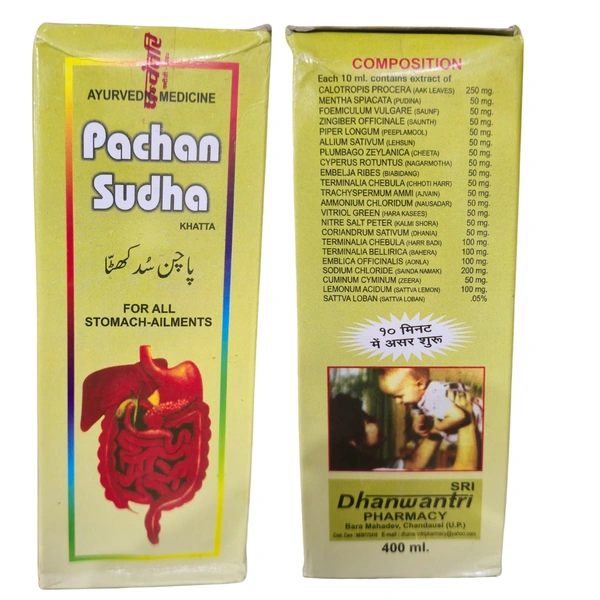 AYURVEDIC MEDICINE
Pachan
Sudha
KHATTA
پاچن سُدھا کھٹّا
FOR ALL
STOMACH-AILMENTS
COMPOSITION
Each 10 ml. contains extract of
CALOTROPIS PROCERA (AAK LEAVES) 250 mg.
MENTHA SPIACATA (PUDINA) 50 mg.
FOEMICULUM VULGARE (SAUNF) 50 mg.
ZINGIBER OFFICINALE (SAUNTH) 50 mg.
PIPER LONGUM (PEEPLAMOOL) 50 mg.
ALLIUM SATIVUM (LEHSUN) 50 mg.
PLUMBAGO ZEYLANICA (CHEETA) 50 mg.
CYPERUS ROTUNTUS (NAGARMOTHA) 50 mg.
EMBELJA RIBES (BIABIDANG) 50 mg.
TERMINALIA CHEBULA (CHHOTI HARR) 50 mg.
TRACHYSPERMUM AMMI (AJVAIN) 50 mg.
AMMONIUM CHLORIDUM (NAUSADAR) 50 mg.
VITRIOL GREEN (HARA KASEES) 50 mg.
NITRE SALT PETER (KALMI SHORA) 50 mg.
CORIANDRUM SATIVUM (DHANIA) 50 mg.
TERMINALIA CHEBULA (HARR BADI) 100 mg.
TERMINALIA BELLIRICA (BAHERA) 100 mg.
EMBLICA OFFICINALIS (AONLA) 100 mg.
SODIUM CHLORIDE (SAINDA NAMAK) 200 mg.
CUMINUM CYMINUM (ZEERA) 50 mg.
LEMONUM ACIDUM (SATTVA LEMON) 100 mg.
SATTVA LOBAN (SATTVA LOBAN) .05%
१० मिनट
में असर शुरू
SRI
Dhanwantri
PHARMACY
Bara Mahadev, Chandausi (U.P.)
400 ml.